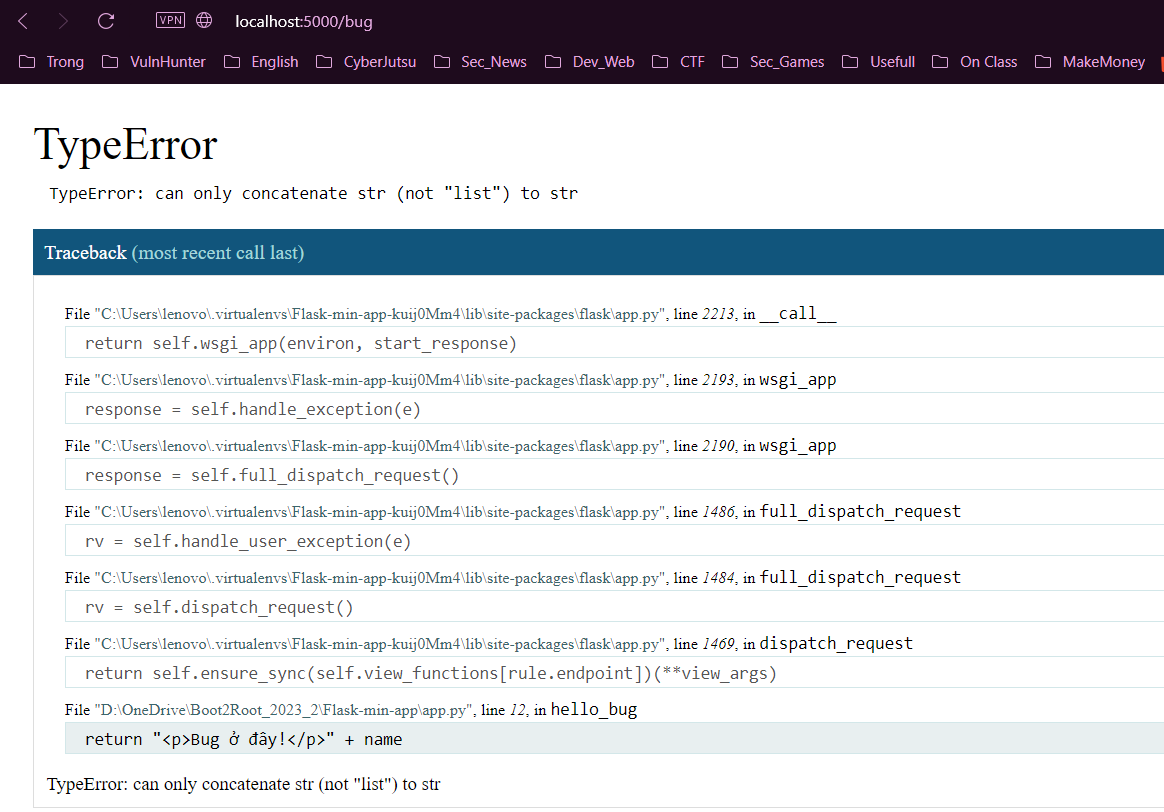 VPN localhost:5000/bug
Trong VulnHunter English CyberJutsu Sec_News Dev_Web CTF Sec_Games Usefull On Class MakeMoney
TypeError
TypeError: can only concatenate str (not "list") to str
Traceback (most recent call last)
File "C:\Users\lenovo\.virtualenvs\Flask-min-app-kuij0Mm4\lib\site-packages\flask\app.py", line 2213, in __call__
return self.wsgi_app(environ, start_response)
File "C:\Users\lenovo\.virtualenvs\Flask-min-app-kuij0Mm4\lib\site-packages\flask\app.py", line 2193, in wsgi_app
response = self.handle_exception(e)
File "C:\Users\lenovo\.virtualenvs\Flask-min-app-kuij0Mm4\lib\site-packages\flask\app.py", line 2190, in wsgi_app
response = self.full_dispatch_request()
File "C:\Users\lenovo\.virtualenvs\Flask-min-app-kuij0Mm4\lib\site-packages\flask\app.py", line 1486, in full_dispatch_request
rv = self.handle_user_exception(e)
File "C:\Users\lenovo\.virtualenvs\Flask-min-app-kuij0Mm4\lib\site-packages\flask\app.py", line 1484, in full_dispatch_request
rv = self.dispatch_request()
File "C:\Users\lenovo\.virtualenvs\Flask-min-app-kuij0Mm4\lib\site-packages\flask\app.py", line 1469, in dispatch_request
return self.ensure_sync(self.view_functions[rule.endpoint])(**view_args)
File "D:\OneDrive\Boot2Root_2023_2\Flask-min-app\app.py", line 12, in hello_bug
return "<p>Bug ở đây!</p>" + name
TypeError: can only concatenate str (not "list") to str